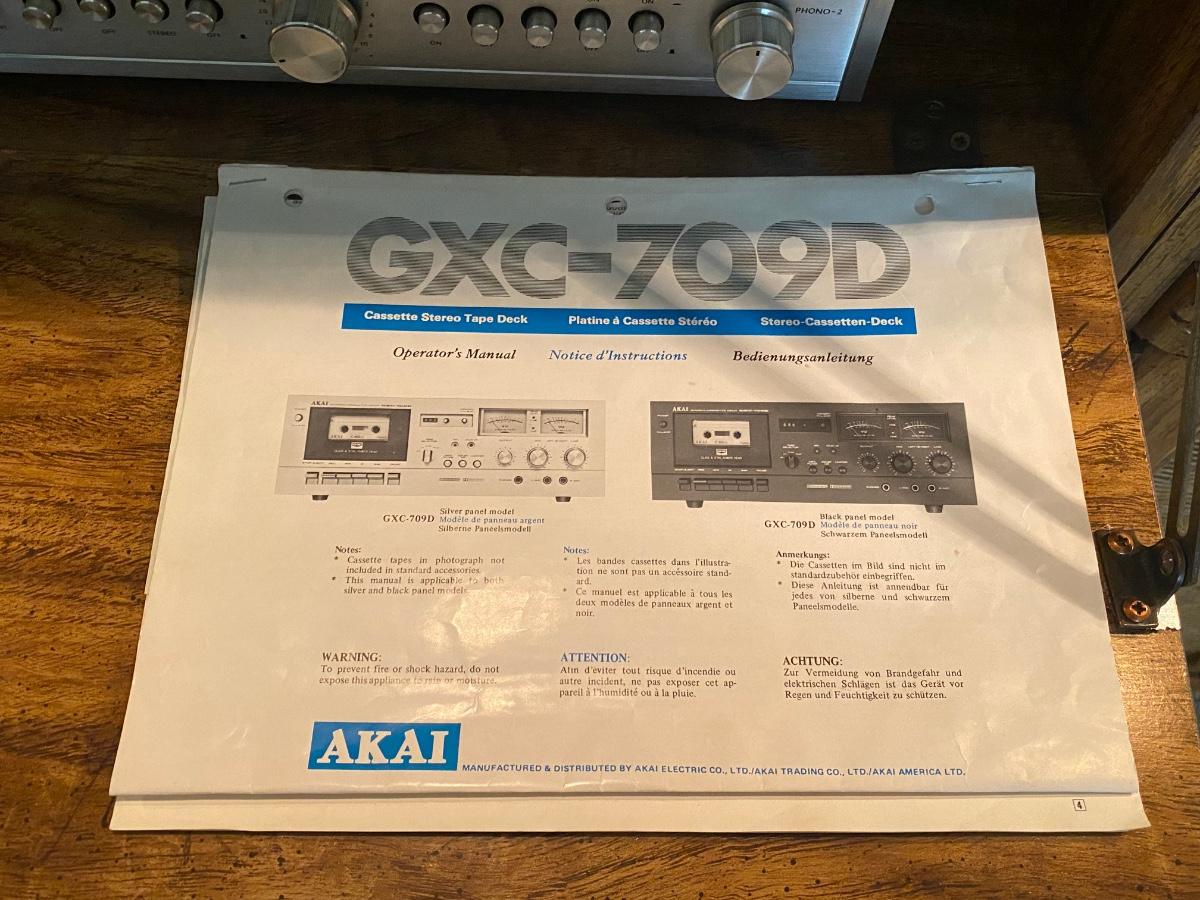 PHONO-2
ON
ON
STEREO
GXC-709D
Cassette Stereo Tape Deck Platine à Cassette Stéréo Stereo-Cassetten-Deck
Operator's Manual Notice d'Instructions Bedienungsanleitung
AKAI
AKAI
GXC-709D
Silver panel model
Modèle de panneau argent
Silberne Paneelsmodell
GXC-709D
Black panel model
Modèle de panneau noir
Schwarzem Paneelsmodell
Notes:
* Cassette tapes in photograph not
included in standard accessories.
* This manual is applicable to both
silver and black panel models.
Notes:
* Les bandes cassettes dans l'illustra-
tion ne sont pas un accéssoire stand-
ard.
* Ce manuel est applicable à tous les
deux modèles de panneaux argent et
noir.
Anmerkungs:
* Die Cassetten im Bild sind nicht im
standardzubehör einbegriffen.
* Diese Anleitung ist annendbar für
jedes von silberne und schwarzem
Paneelsmodelle.
WARNING:
To prevent fire or shock hazard, do not
expose this appliance to rain or moisture.
ATTENTION:
Afin d'eviter tout risque d'incendie ou
autre incident, ne pas exposer cet ap-
pareil à l'humidité ou à la pluie.
ACHTUNG:
Zur Vermeidung von Brandgefahr und
elektrischen Schlägen ist das Gerät vor
Regen und Feuchtigkeit zu schützen.
AKAI
MANUFACTURED & DISTRIBUTED BY AKAI ELECTRIC CO., LTD./AKAI TRADING CO., LTD./AKAI AMERICA LTD.
4